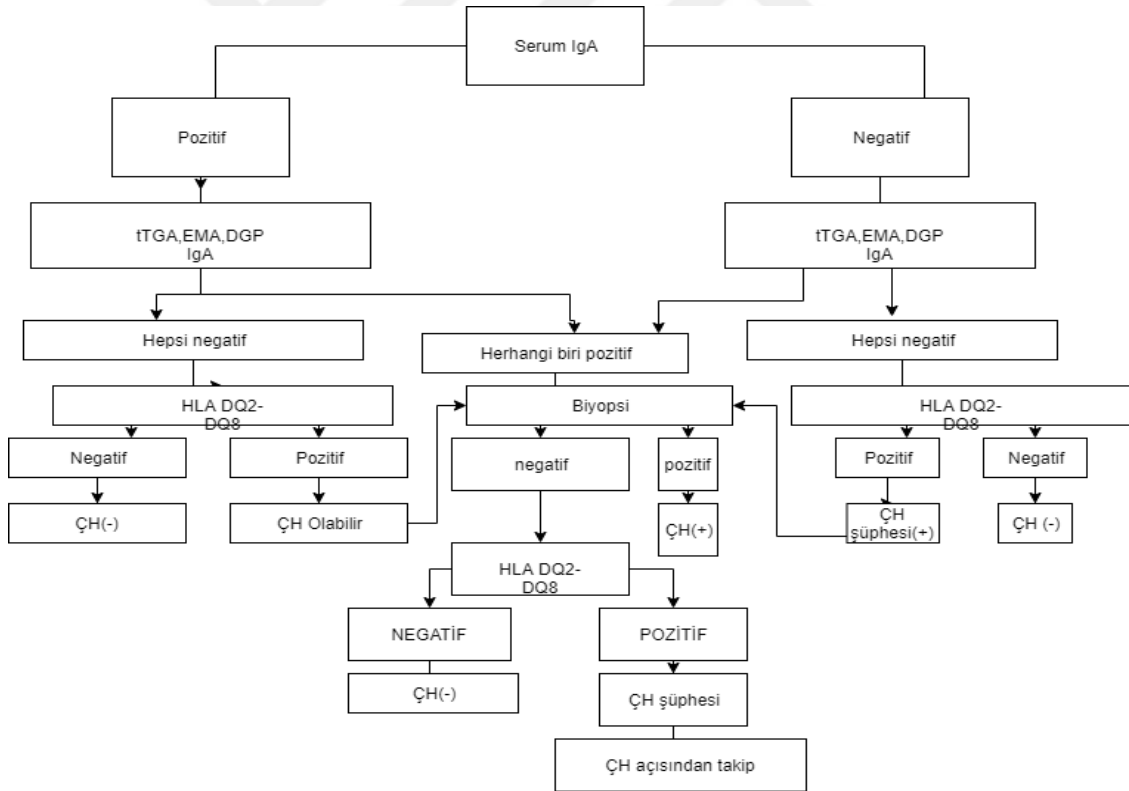 Serum IgA
Pozitif
Negatif
tTGA,EMA,DGP
IgA
tTGA,EMA,DGP
IgA
Hepsi negatif
Herhangi biri pozitif
Hepsi negatif
HLA DQ2-
DQ8
Biyopsi
HLA DQ2-
DQ8
Negatif
Pozitif
negatif
pozitif
Pozitif
Negatif
ÇH(-)
ÇH Olabilir
ÇH(+)
ÇH
şüphesi(+)
ÇH (-)
HLA DQ2-
DQ8
NEGATİF
POZİTİF
ÇH(-)
ÇH şüphesi
ÇH açısından takip